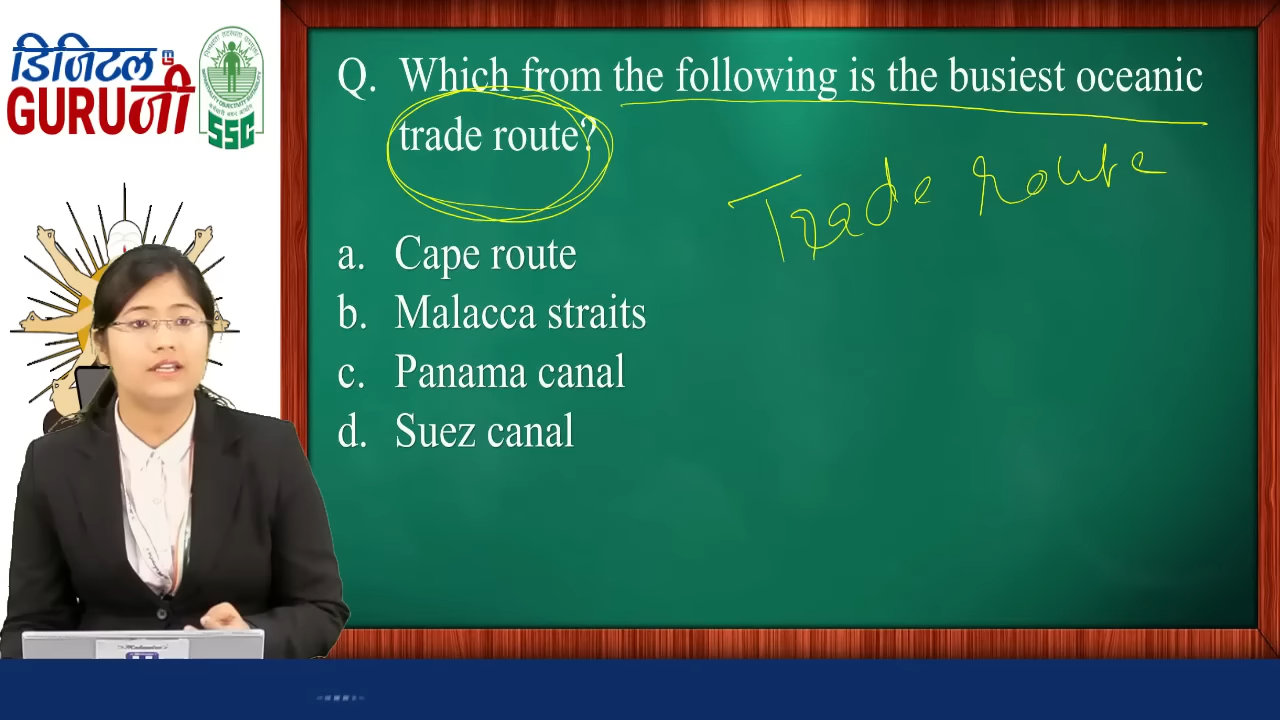 डिजिटल
GURUजी
SSC
Q. Which from the following is the busiest oceanic
trade route?
Trade route
a. Cape route
b. Malacca straits
c. Panama canal
d. Suez canal